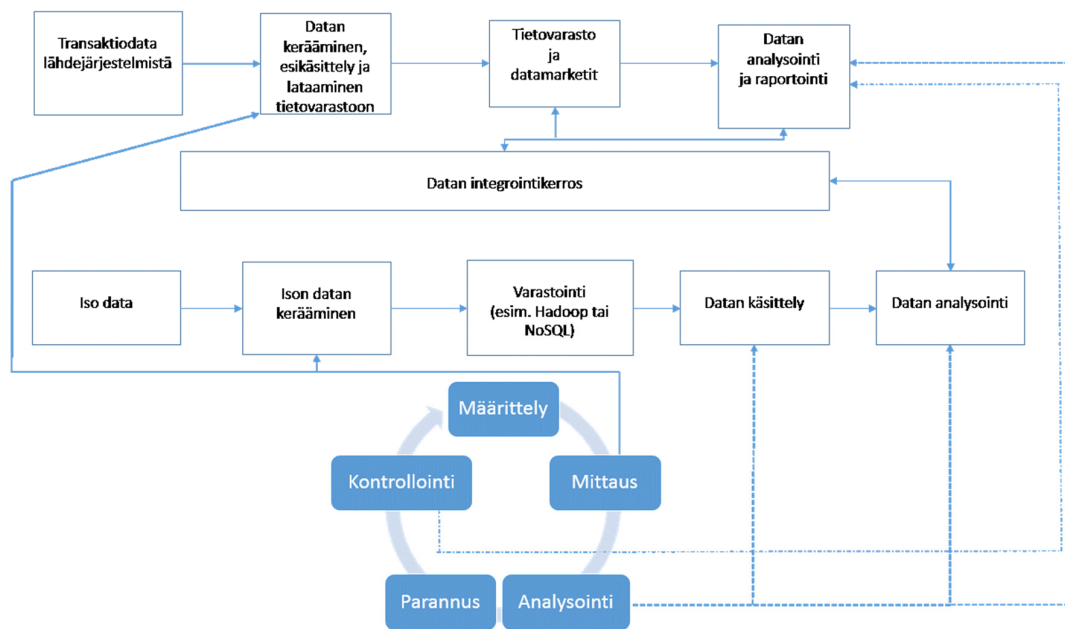 Transaktiodata
lähdejärjestelmistä
Datan
kerääminen,
esikäsittely ja
lataaminen
tietovarastoon
Tietovarasto
ja
datamarketit
Datan
analysointi
ja raportointi
Datan integrointikerros
Iso data
Ison datan
kerääminen
Varastointi
(esim. Hadoop tai
NoSQL)
Datan käsittely
Datan analysointi
Määrittely
Kontrollointi
Mittaus
Parannus
Analysointi